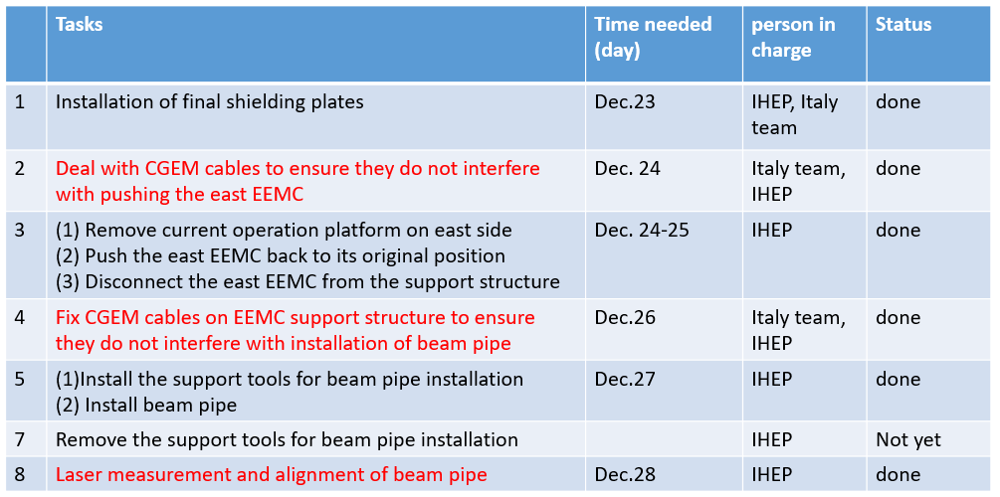 Tasks
Time needed
(day)
person in
charge
Status
1
Installation of final shielding plates
Dec.23
IHEP, Italy
team
done
2
Deal with CGEM cables to ensure they do not interfere
with pushing the east EEMC
Dec. 24
Italy team,
IHEP
done
3
(1) Remove current operation platform on east side
(2) Push the east EEMC back to its original position
(3) Disconnect the east EEMC from the support structure
Dec. 24-25
IHEP
done
4
Fix CGEM cables on EEMC support structure to ensure
they do not interfere with installation of beam pipe
Dec.26
Italy team,
IHEP
done
5
(1)Install the support tools for beam pipe installation
(2) Install beam pipe
Dec.27
IHEP
done
7
Remove the support tools for beam pipe installation
IHEP
Not yet
8
Laser measurement and alignment of beam pipe
Dec.28
IHEP
done